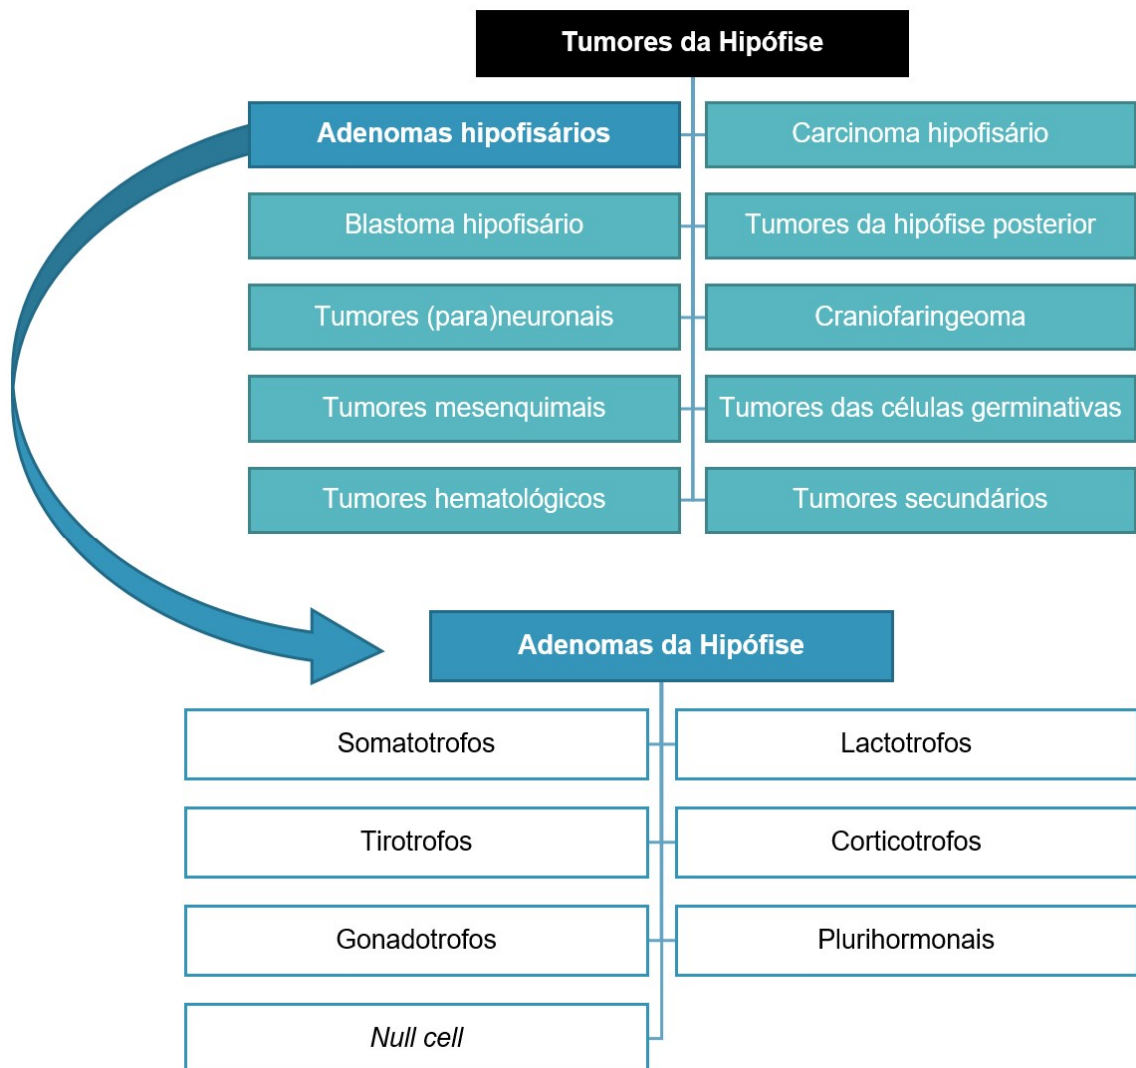 Tumores da Hipófise
Adenomas hipofisários
Carcinoma hipofisário
Blastoma hipofisário
Tumores da hipófise posterior
Tumores (para)neuronais
Craniofaringeoma
Tumores mesenquimais
Tumores das células germinativas
Tumores hematológicos
Tumores secundários
Adenomas da Hipófise
Somatotrofos
Lactotrofos
Tirotrofos
Corticotrofos
Gonadotrofos
Plurihormonais
Null cell